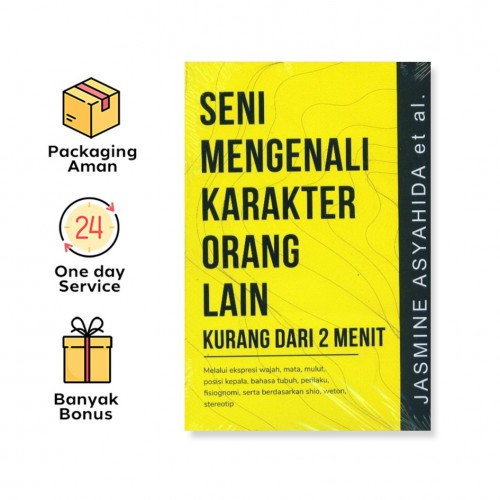 Packaging
Aman
24
One day
Service
Banyak
Bonus
SENI
MENGENALI
KARAKTER
ORANG
LAIN
KURANG DARI 2 MENIT
Melalui ekspresi wajah, mata, mulut,
posisi kepala, bahasa tubuh, perilaku,
fisiognomi, serta berdasarkan shio, weton,
stereotip
JASMINE ASYAHIDA et al.